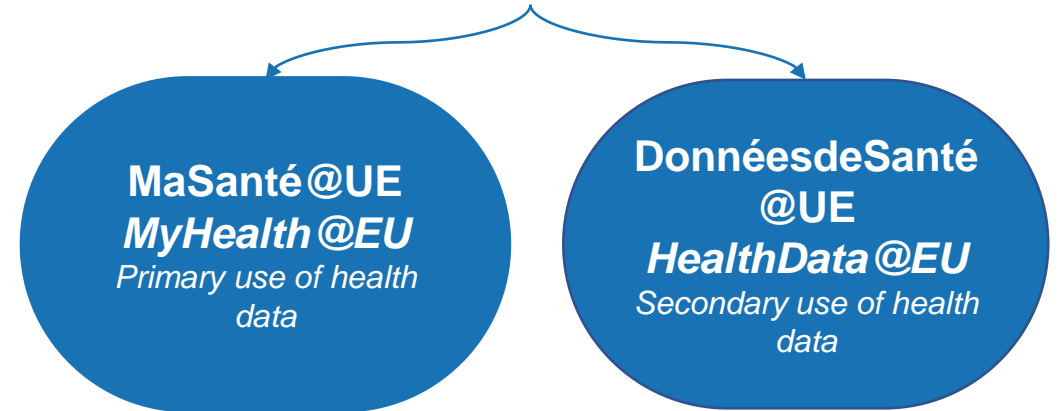 MaSanté@UE
MyHealth@EU
Primary use of health
data
DonnéesdeSanté
@UE
HealthData@EU
Secondary use of health
data